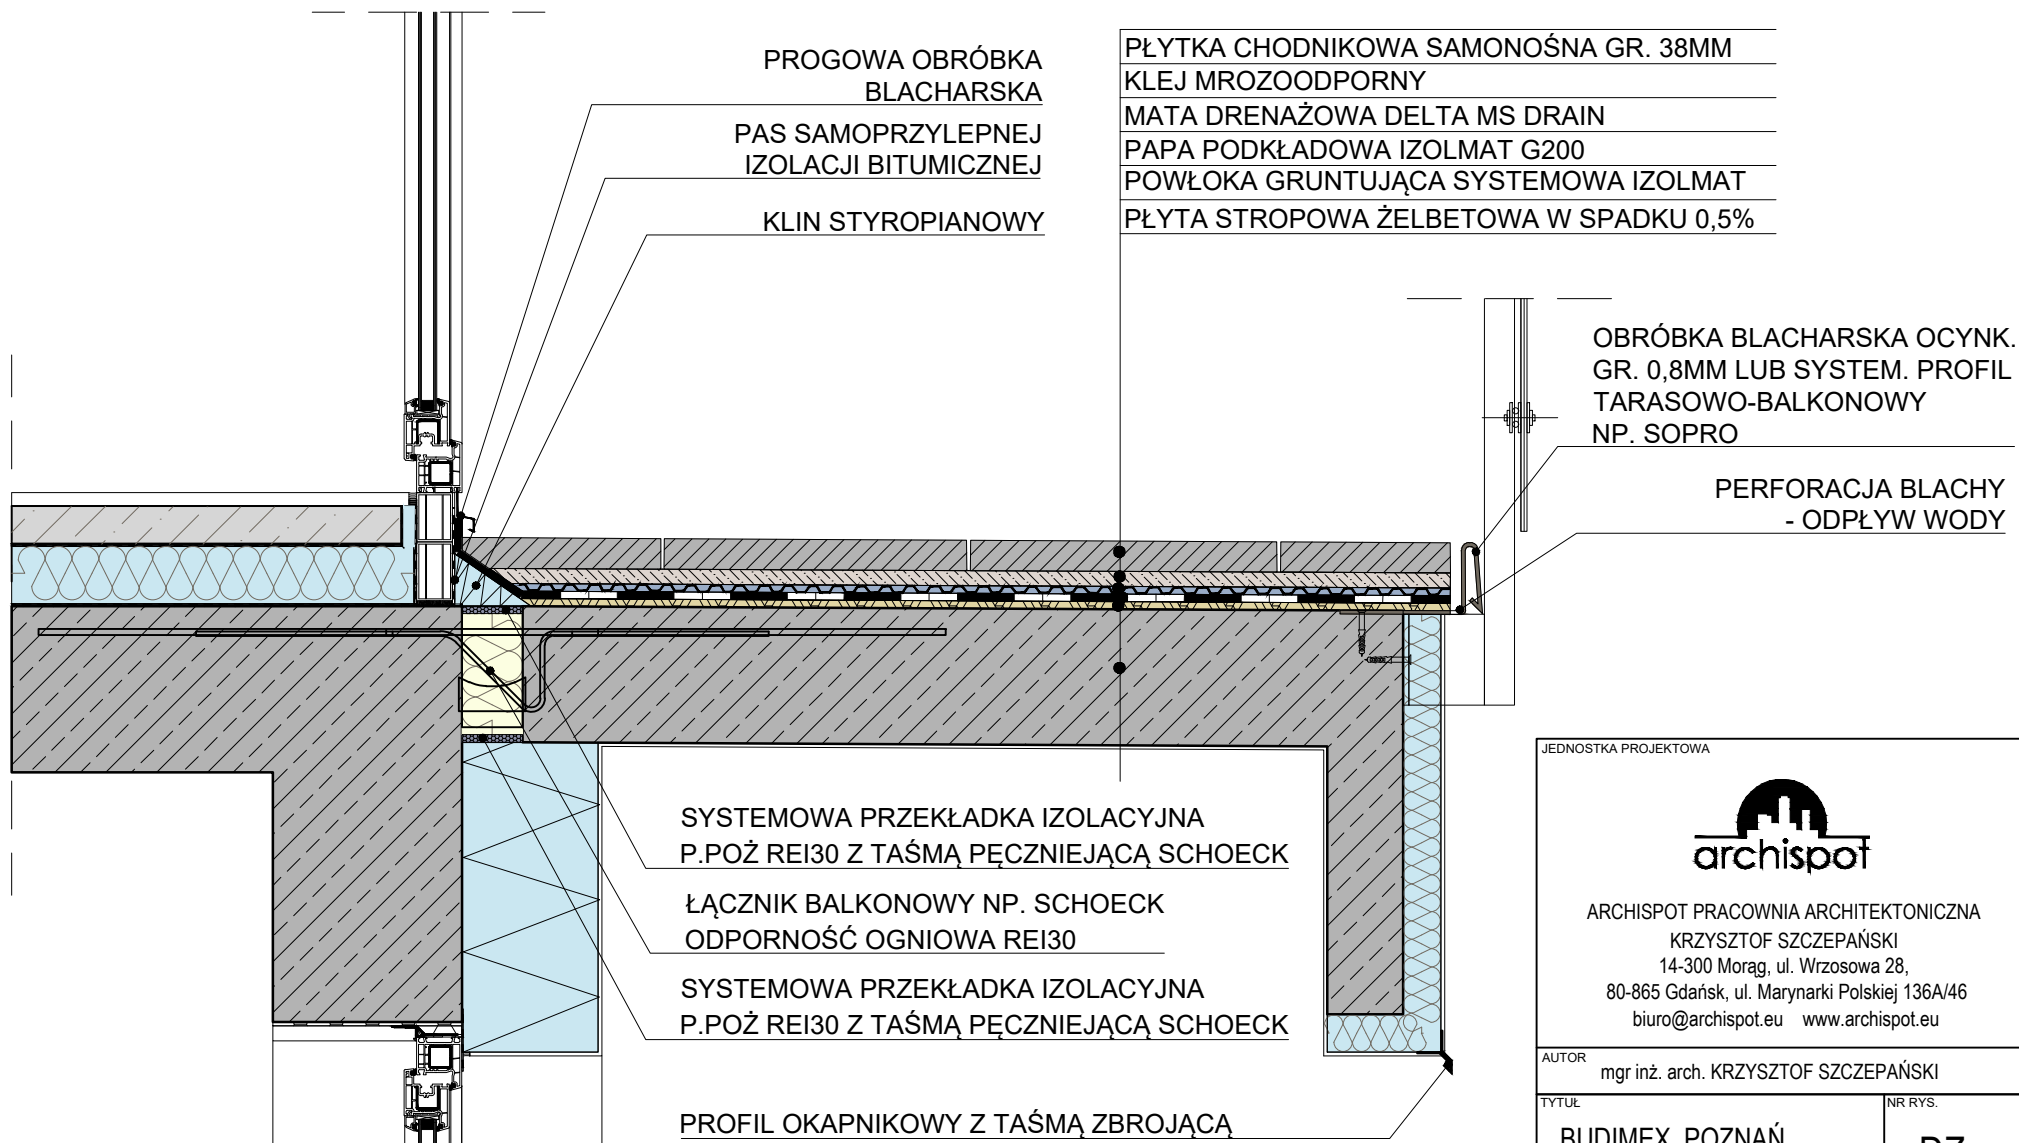 PROGOWA OBRÓBKA
BLACHARSKA
PAS SAMOPRZYLEPNEJ
IZOLACJI BITUMICZNEJ
KLIN STYROPIANOWY
PŁYTKA CHODNIKOWA SAMONOŚNA GR. 38MM
KLEJ MROZOODPORNY
MATA DRENAŻOWA DELTA MS DRAIN
PAPA PODKŁADOWA IZOLMAT G200
POWŁOKA GRUNTUJĄCA SYSTEMOWA IZOLMAT
PŁYTA STROPOWA ŻELBETOWA W SPADKU 0,5%
OBRÓBKA BLACHARSKA OCYNK.
GR. 0,8MM LUB SYSTEM. PROFIL
TARASOWO-BALKONOWY
NP. SOPRO
PERFORACJA BLACHY
- ODPŁYW WODY
SYSTEMOWA PRZEKŁADKA IZOLACYJNA
P.POŻ REI30 Z TAŚMĄ PĘCZNIEJĄCĄ SCHOECK
ŁĄCZNIK BALKONOWY NP. SCHOECK
ODPORNOŚĆ OGNIOWA REI30
SYSTEMOWA PRZEKŁADKA IZOLACYJNA
P.POŻ REI30 Z TAŚMĄ PĘCZNIEJĄCĄ SCHOECK
PROFIL OKAPNIKOWY Z TAŚMĄ ZBROJĄCĄ
JEDNOSTKA PROJEKTOWA
archispot
ARCHISPOT PRACOWNIA ARCHITEKTONICZNA
KRZYSZTOF SZCZEPAŃSKI
14-300 Morąg, ul. Wrzosowa 28,
80-865 Gdańsk, ul. Marynarki Polskiej 136A/46
biuro@archispot.eu www.archispot.eu
AUTOR
mgr inż. arch. KRZYSZTOF SZCZEPAŃSKI
TYTUŁ
NR RYS.
BUDIMEX POZNAŃ